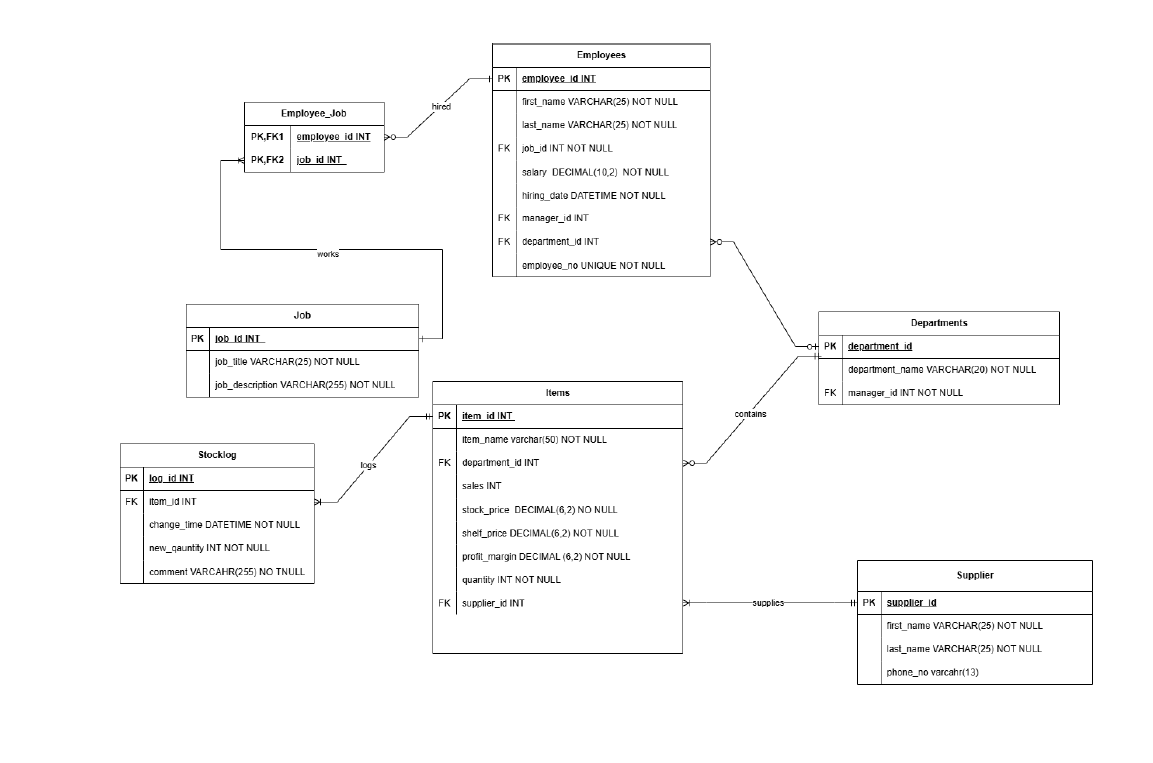 Employees
PK employee_id INT
first_name VARCHAR(25) NOT NULL
last_name VARCHAR(25) NOT NULL
FK job_id INT NOT NULL
salary DECIMAL(10,2) NOT NULL
hiring_date DATETIME NOT NULL
FK manager_id INT
FK department_id INT
employee_no UNIQUE NOT NULL
hired
Employee_Job
PK,FK1 employee_id INT
PK,FK2 job_id INT
works
Job
PK job_id INT
job_title VARCHAR(25) NOT NULL
job_description VARCHAR(255) NOT NULL
Departments
PK department_id
department_name VARCHAR(20) NOT NULL
FK manager_id INT NOT NULL
contains
Items
PK item_id INT
item_name varchar(50) NOT NULL
FK department_id INT
sales INT
stock_price DECIMAL(6,2) NO NULL
shelf_price DECIMAL(6,2) NOT NULL
profit_margin DECIMAL (6,2) NOT NULL
quantity INT NOT NULL
FK supplier_id INT
logs
Stocklog
PK log_id INT
FK item_id INT
change_time DATETIME NOT NULL
new_qauntity INT NOT NULL
comment VARCAHR(255) NO TNULL
supplies
Supplier
PK supplier_id
first_name VARCHAR(25) NOT NULL
last_name VARCHAR(25) NOT NULL
phone_no varcahr(13)